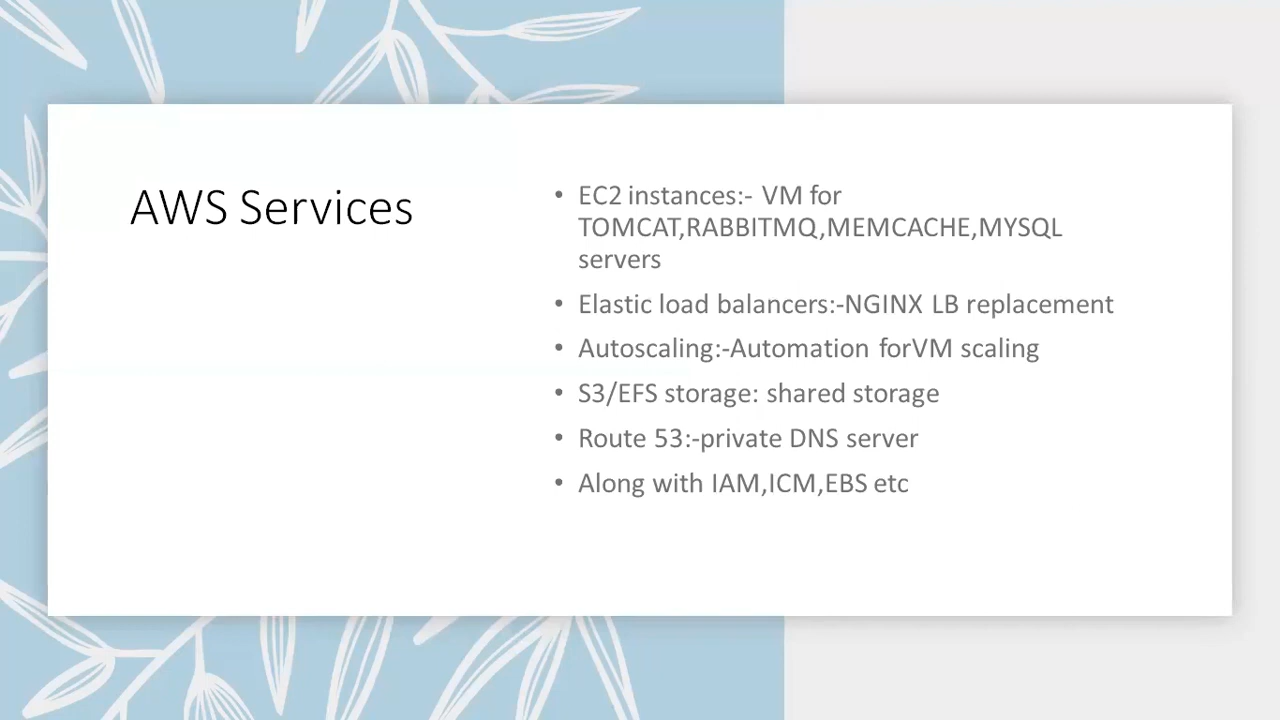 AWS Services
• EC2 instances:- VM for
TOMCAT,RABBITMQ,MEMCACHE,MYSQL
servers
• Elastic load balancers:-NGINX LB replacement
• Autoscaling:-Automation forVM scaling
• S3/EFS storage: shared storage
• Route 53:-private DNS server
• Along with IAM,ICM,EBS etc